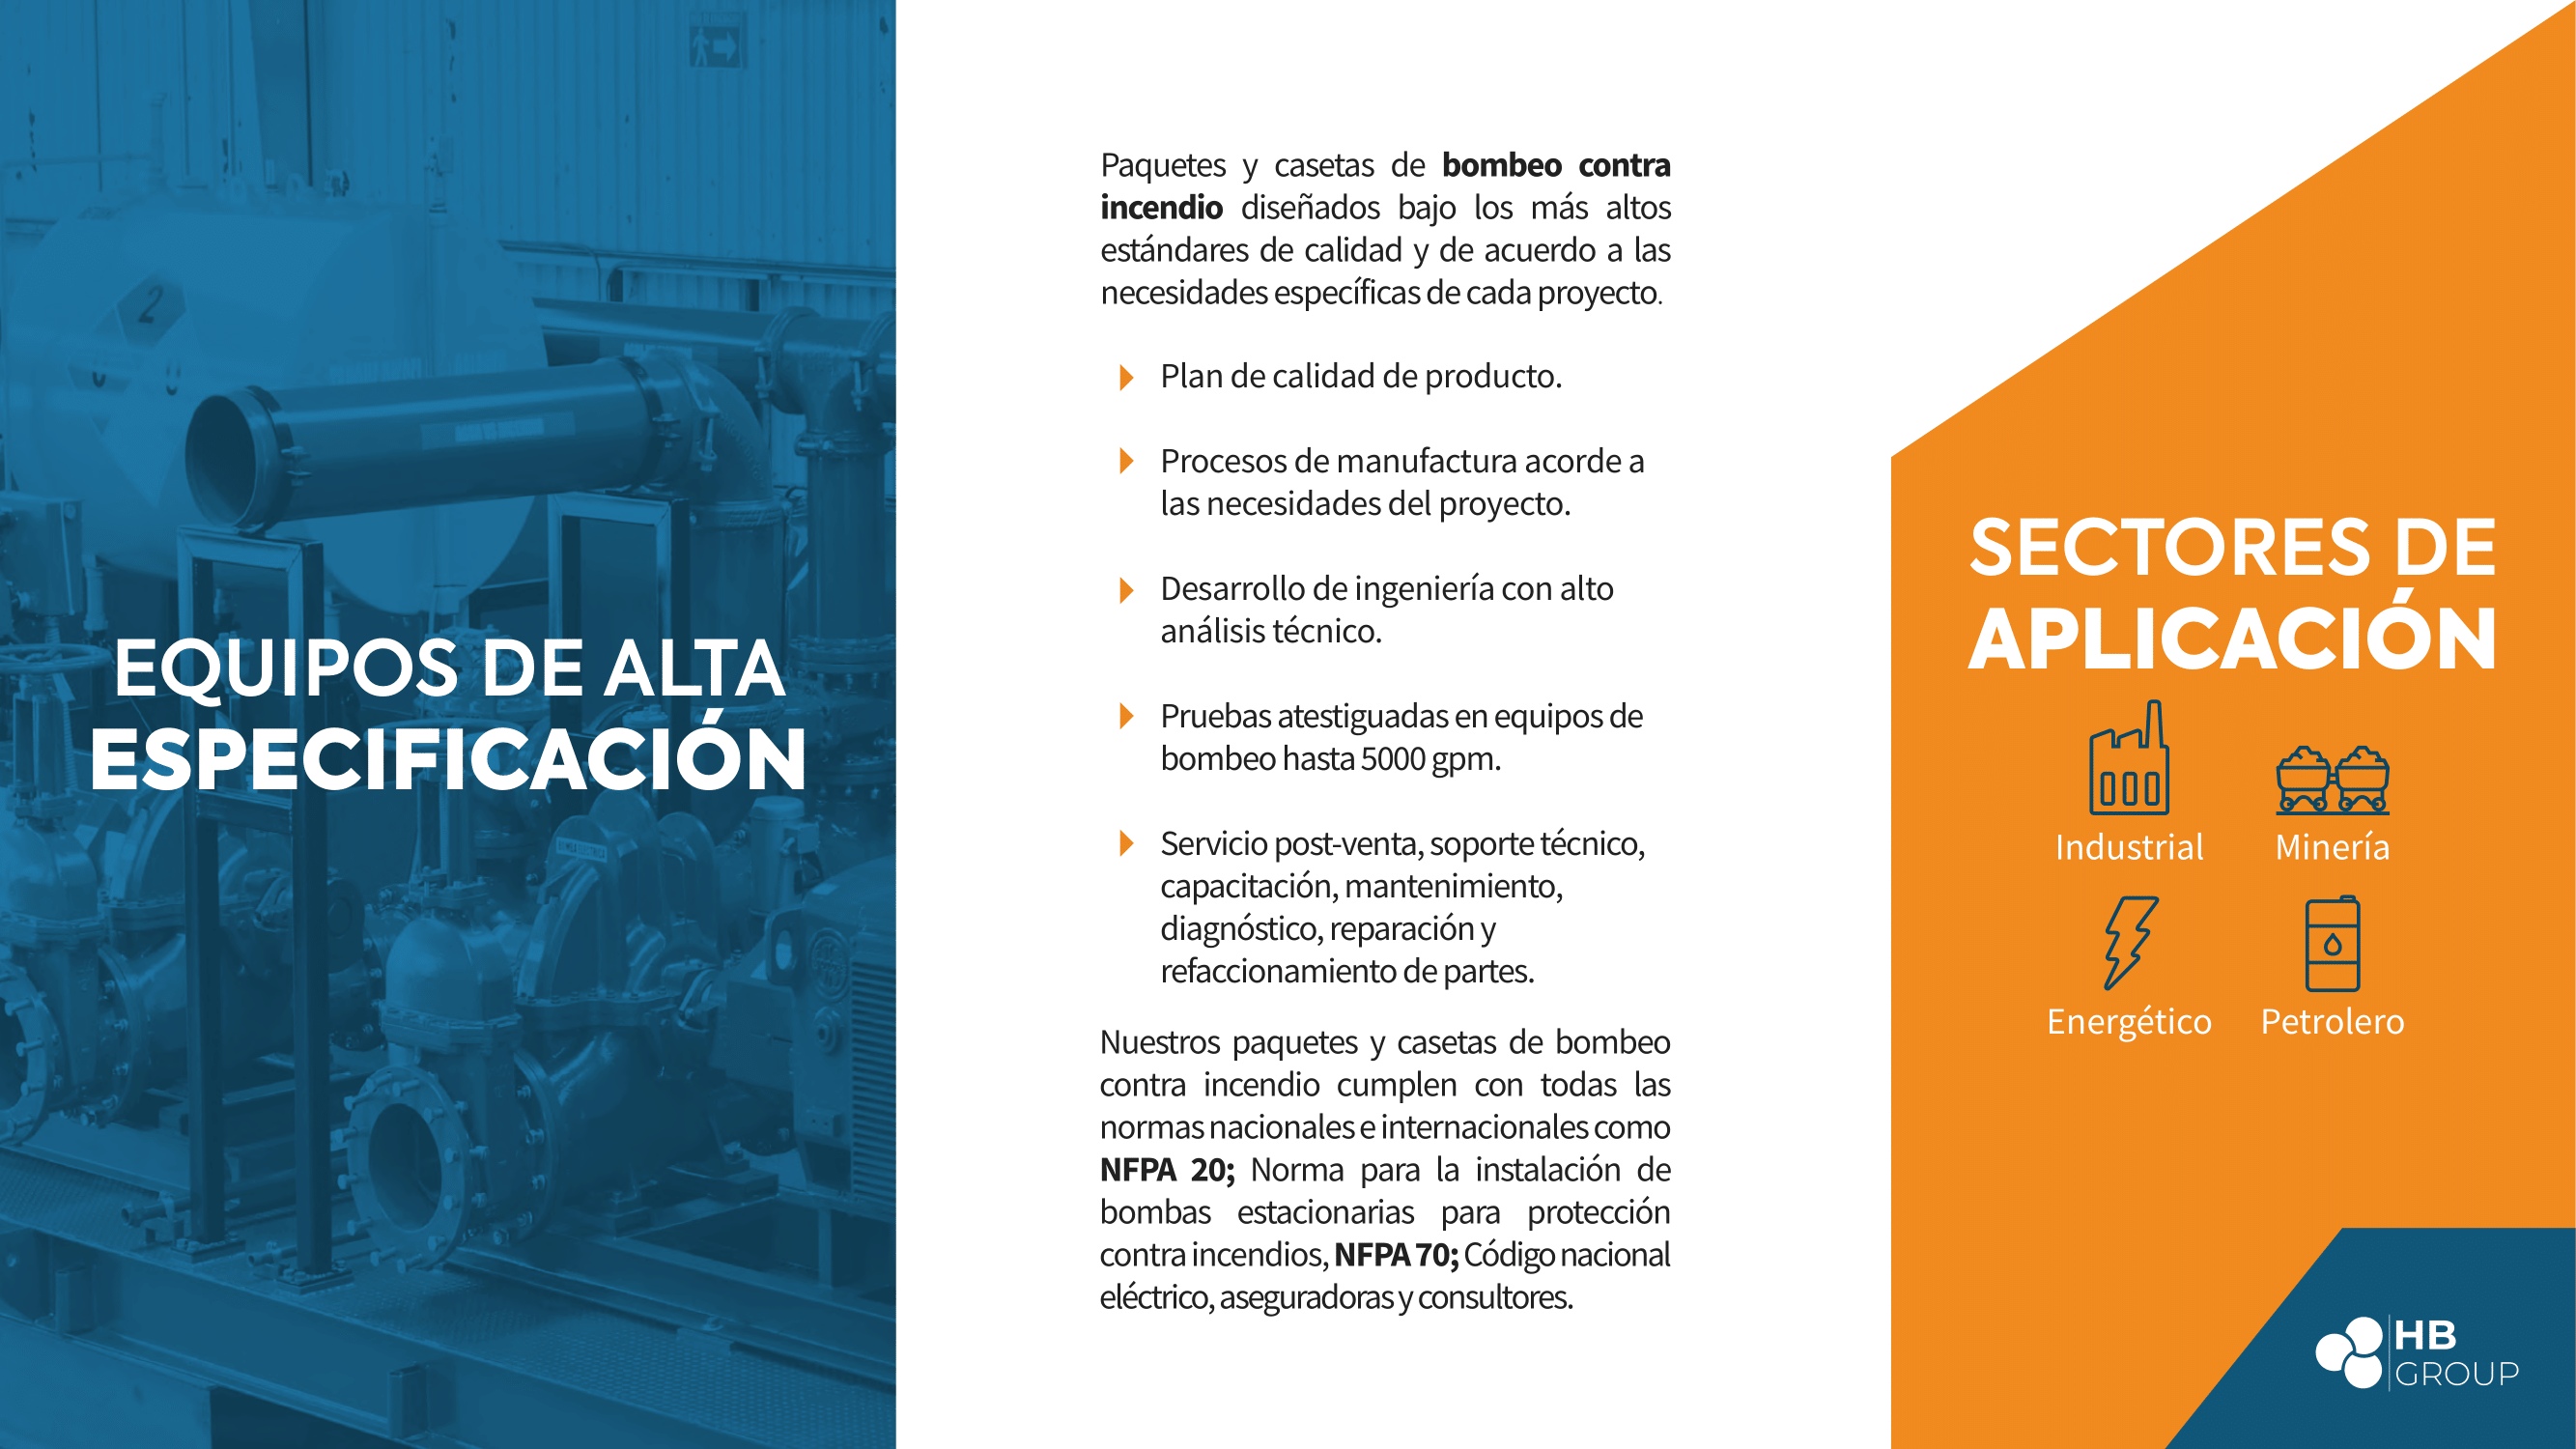 EQUIPOS DE ALTA
ESPECIFICACIÓN
2
BOMBA ELECTRICA
Paquetes y casetas de bombeo contra
incendio diseñados bajo los más altos
estándares de calidad y de acuerdo a las
necesidades específicas de cada proyecto.
Plan de calidad de producto.
Procesos de manufactura acorde a
las necesidades del proyecto.
Desarrollo de ingeniería con alto
análisis técnico.
Pruebas atestiguadas en equipos de
bombeo hasta 5000 gpm.
Servicio post-venta, soporte técnico,
capacitación, mantenimiento,
diagnóstico, reparación y
refaccionamiento de partes.
Nuestros paquetes y casetas de bombeo
contra incendio cumplen con todas las
normas nacionales e internacionales como
NFPA 20; Norma para la instalación de
bombas estacionarias para protección
contra incendios, NFPA 70; Código nacional
eléctrico, aseguradoras y consultores.
SECTORES DE
APLICACIÓN
Industrial
Minería
Energético
Petrolero
HB
GROUP